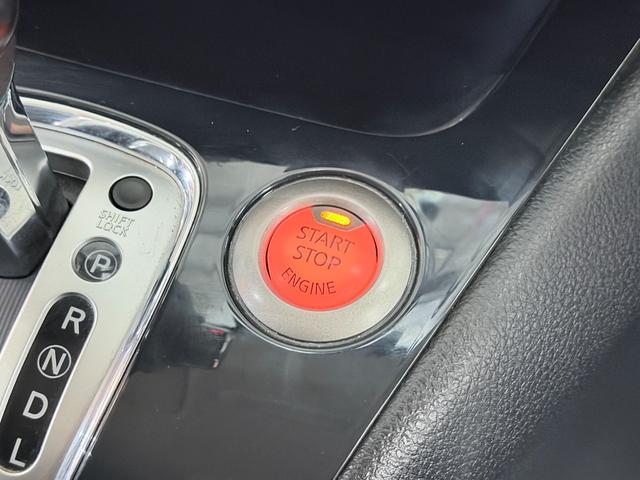 SHIFT
LOCK
P
R
N
D
L
START
STOP
ENGINE